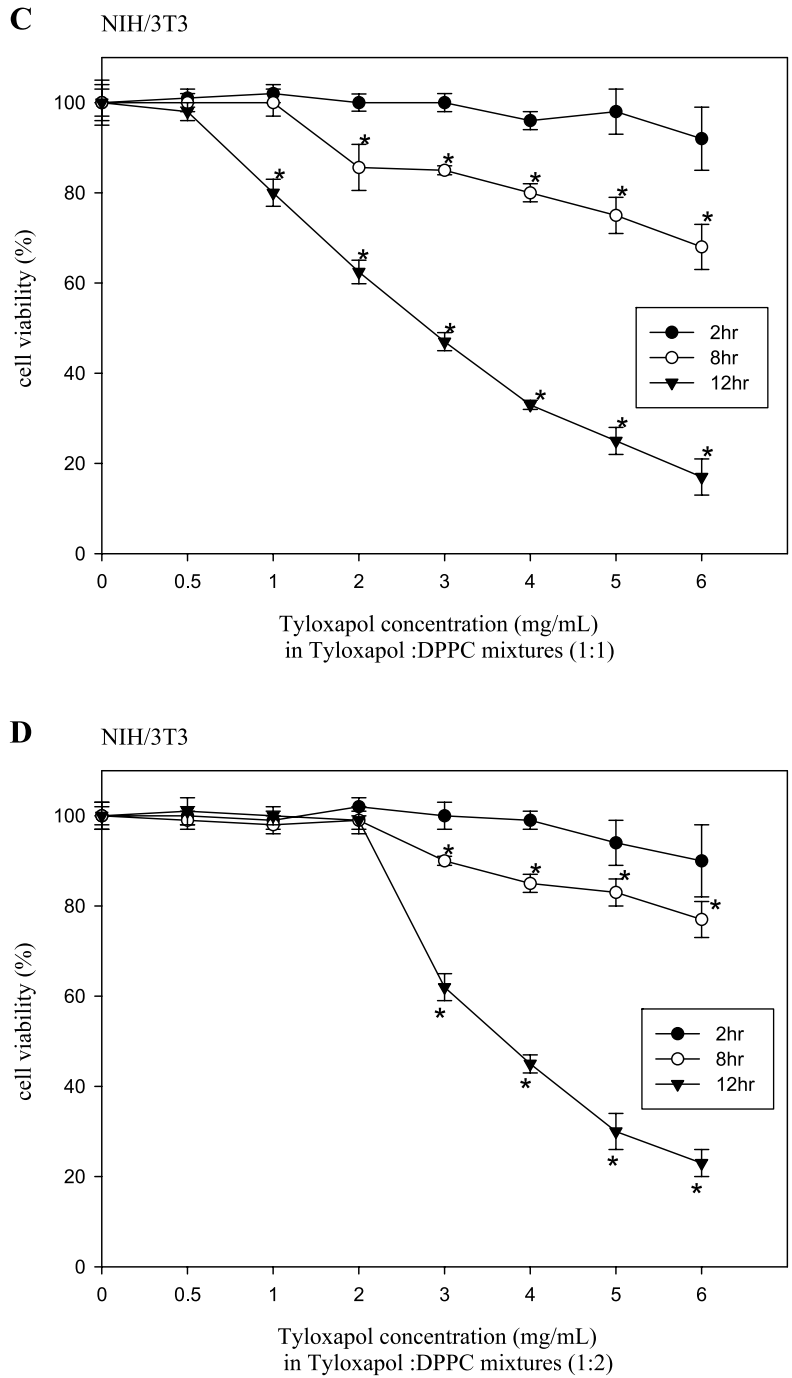 C
NIH/3T3
100
80
60
40
20
0
cell viability (%)
*
*
*
*
*
*
*
*
*
*
*
2hr
8hr
12hr
0 0.5 1 2 3 4 5 6
Tyloxapol concentration (mg/mL)
in Tyloxapol :DPPC mixtures (1:1)
D
NIH/3T3
100
80
60
40
20
0
cell viability (%)
*
*
*
*
*
*
*
*
2hr
8hr
12hr
0 0.5 1 2 3 4 5 6
Tyloxapol concentration (mg/mL)
in Tyloxapol :DPPC mixtures (1:2)